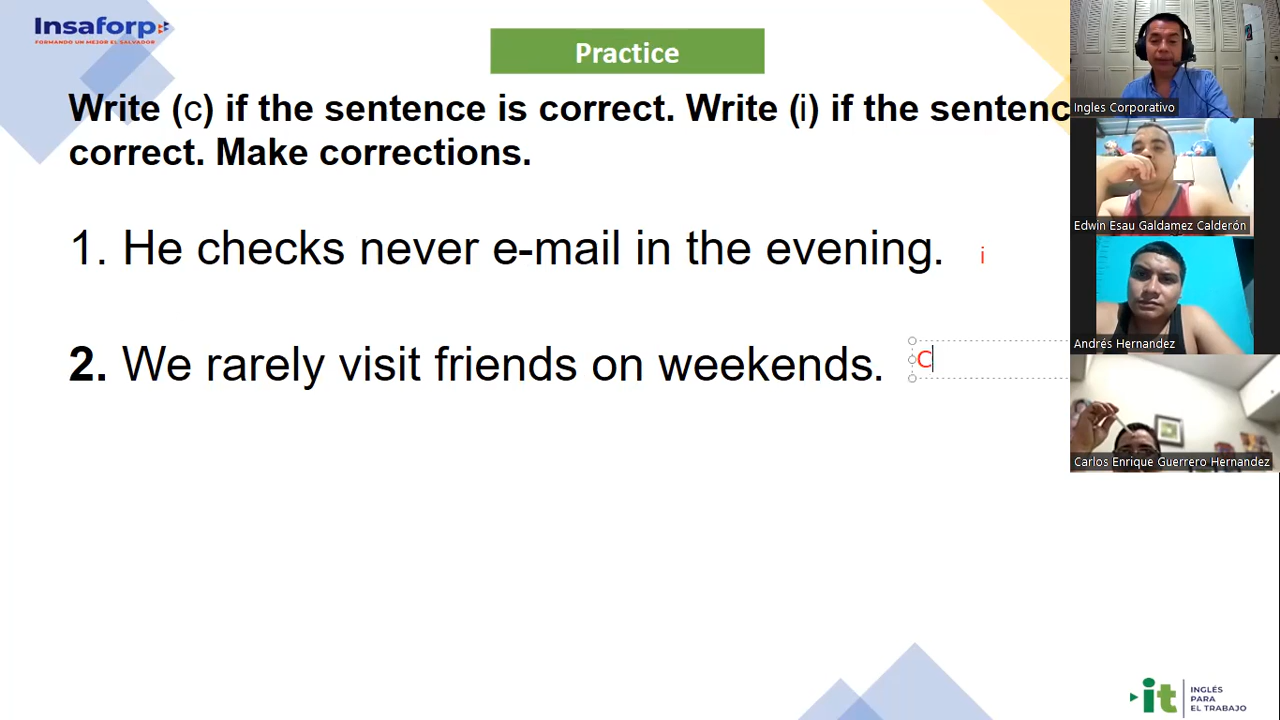 Insaforp
FORMANDO UN MEJOR EL SALVADOR
Practice
Write (c) if the sentence is correct. Write (i) if the sentenc
correct. Make corrections.
1. He checks never e-mail in the evening. i
2. We rarely visit friends on weekends. C
Ingles Corporativo
Edwin Esau Galdamez Calderón
Andrés Hernandez
Carlos Enrique Guerrero Hernandez
it
INGLÉS
PARA
EL TRABAJO